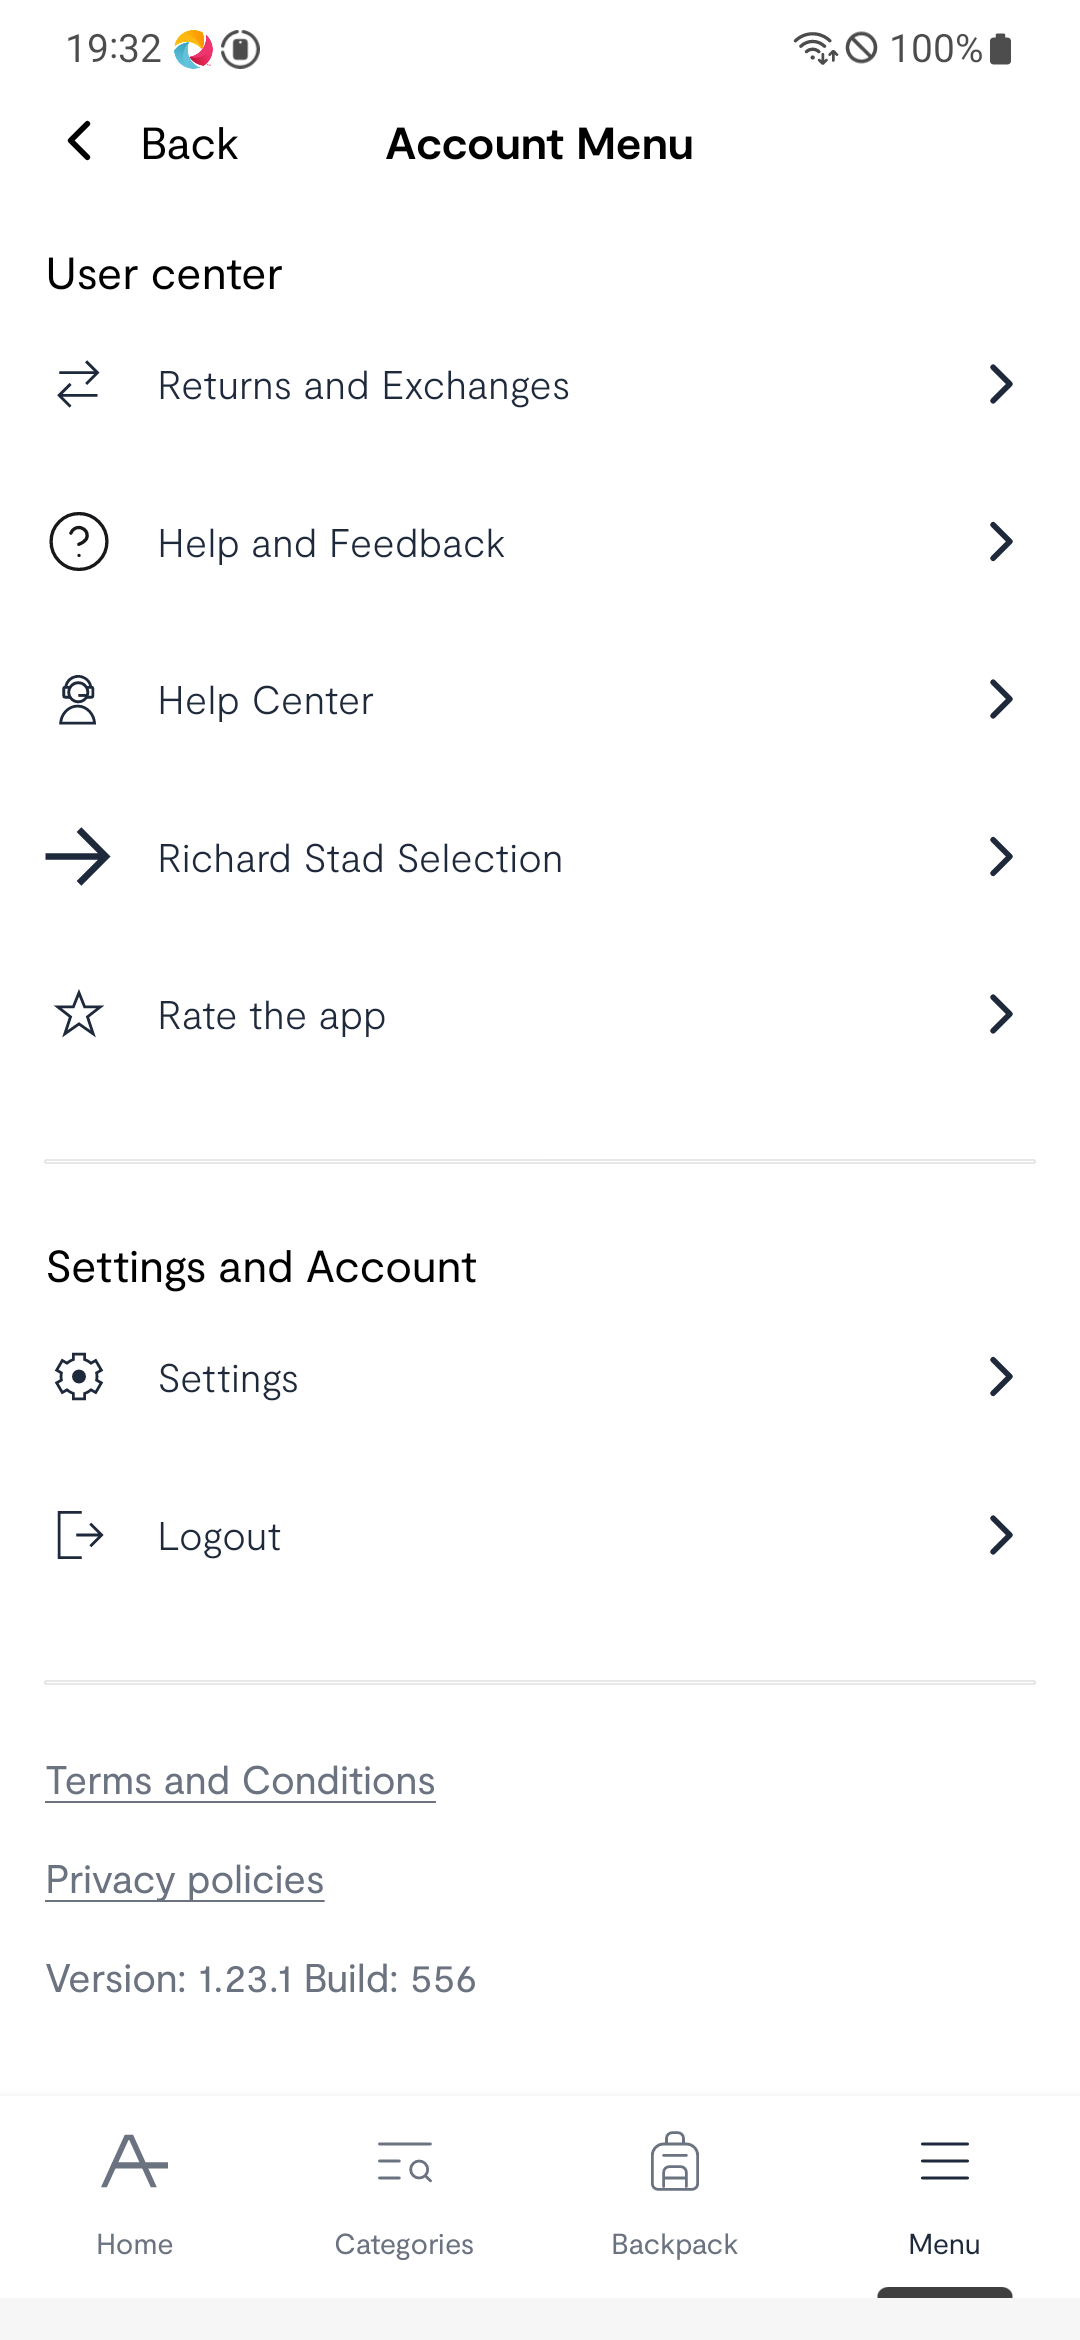 19:32 100%
Back Account Menu
User center
Returns and Exchanges
Help and Feedback
Help Center
Richard Stad Selection
Rate the app
Settings and Account
Settings
Logout
Terms and Conditions
Privacy policies
Version: 1.23.1 Build: 556
Home Categories Backpack Menu